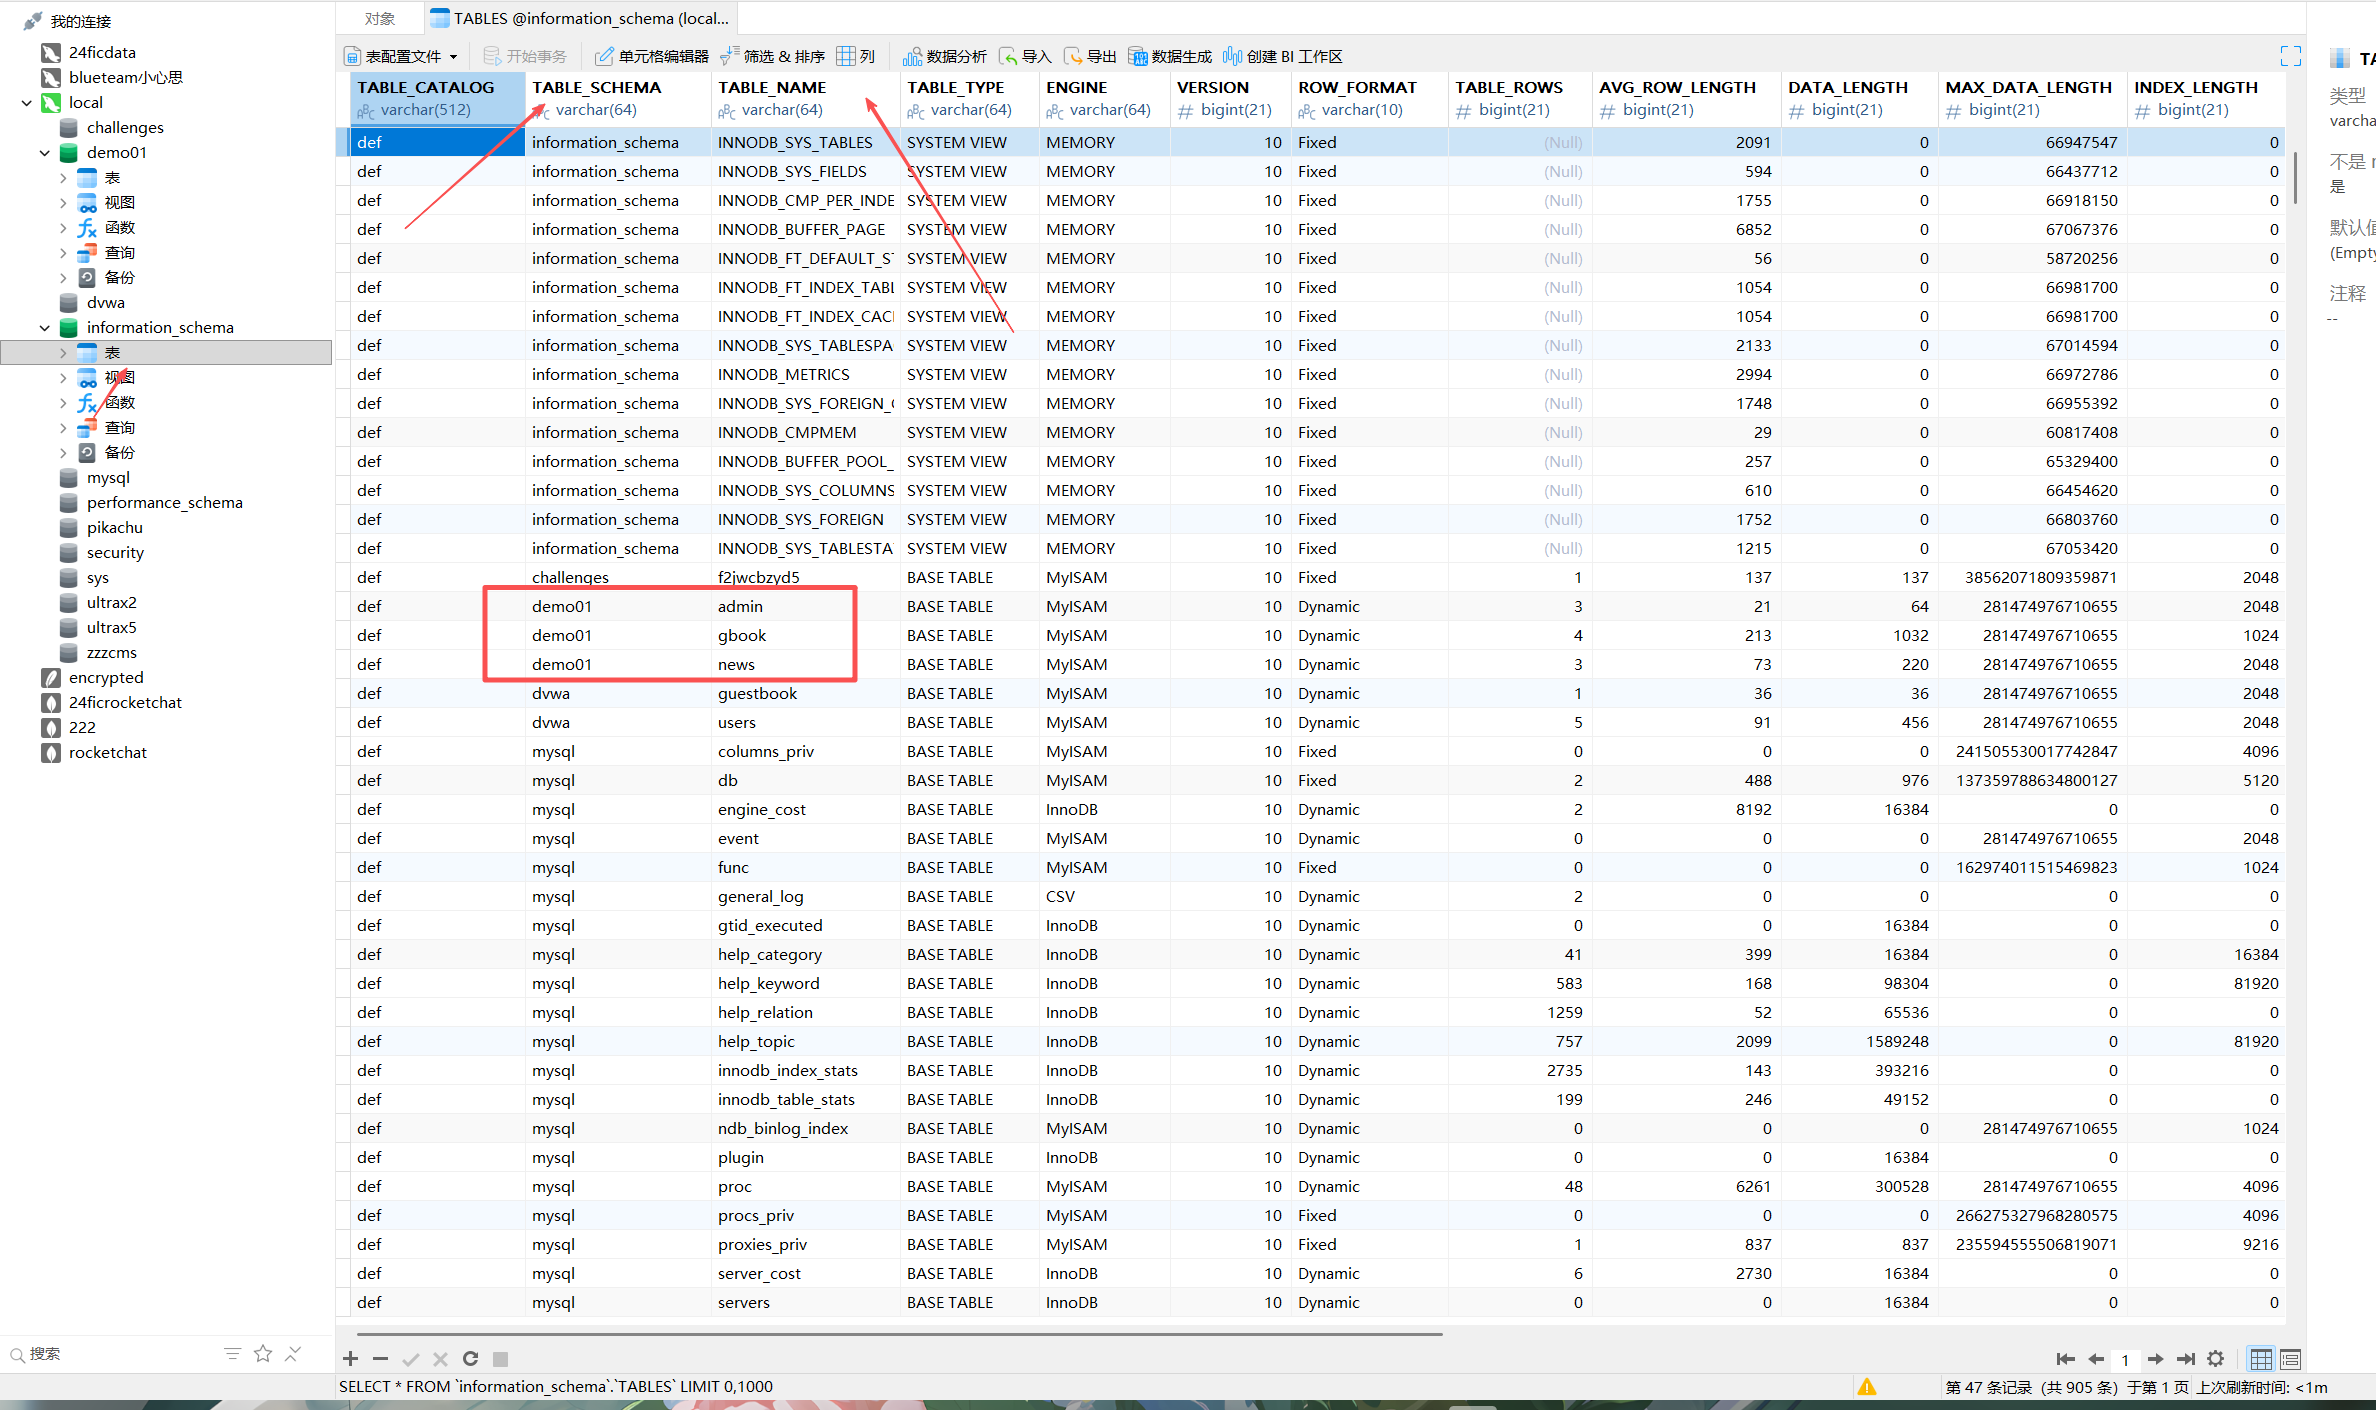 我的连接
24ficdata
blueteam小心思
local
challenges
demo01
表
视图
函数
查询
备份
dvwa
information_schema
表
视图
函数
查询
备份
mysql
performance_schema
pikachu
security
sys
ultrax2
ultrax5
zzzcms
encrypted
24ficrocketchat
222
rocketchat
搜索
对象 TABLES @information_schema (local...
表配置文件 开始事务 单元格编辑器 筛选 & 排序 列 数据分析 导入 导出 数据生成 创建 BI 工作区
TABLE_CATALOG TABLE_SCHEMA TABLE_NAME TABLE_TYPE ENGINE VERSION ROW_FORMAT TABLE_ROWS AVG_ROW_LENGTH DATA_LENGTH MAX_DATA_LENGTH INDEX_LENGTH
varchar(512) varchar(64) varchar(64) varchar(64) varchar(64) # bigint(21) varchar(10) # bigint(21) # bigint(21) # bigint(21) # bigint(21) # bigint(21)
def information_schema INNODB_SYS_TABLES SYSTEM VIEW MEMORY 10 Fixed (Null) 2091 0 66947547 0
def information_schema INNODB_SYS_FIELDS SYSTEM VIEW MEMORY 10 Fixed (Null) 594 0 66437712 0
def information_schema INNODB_CMP_PER_INDE SYSTEM VIEW MEMORY 10 Fixed (Null) 1755 0 66918150 0
def information_schema INNODB_BUFFER_PAGE SYSTEM VIEW MEMORY 10 Fixed (Null) 6852 0 67067376 0
def information_schema INNODB_FT_DEFAULT_S SYSTEM VIEW MEMORY 10 Fixed (Null) 56 0 58720256 0
def information_schema INNODB_FT_INDEX_TABL SYSTEM VIEW MEMORY 10 Fixed (Null) 1054 0 66981700 0
def information_schema INNODB_FT_INDEX_CAC SYSTEM VIEW MEMORY 10 Fixed (Null) 1054 0 66981700 0
def information_schema INNODB_SYS_TABLESPA SYSTEM VIEW MEMORY 10 Fixed (Null) 2133 0 67014594 0
def information_schema INNODB_METRICS SYSTEM VIEW MEMORY 10 Fixed (Null) 2994 0 66972786 0
def information_schema INNODB_SYS_FOREIGN_ SYSTEM VIEW MEMORY 10 Fixed (Null) 1748 0 66955392 0
def information_schema INNODB_CMPMEM SYSTEM VIEW MEMORY 10 Fixed (Null) 29 0 60817408 0
def information_schema INNODB_BUFFER_POOL_ SYSTEM VIEW MEMORY 10 Fixed (Null) 257 0 65329400 0
def information_schema INNODB_SYS_COLUMNS SYSTEM VIEW MEMORY 10 Fixed (Null) 610 0 66454620 0
def information_schema INNODB_SYS_FOREIGN SYSTEM VIEW MEMORY 10 Fixed (Null) 1752 0 66803760 0
def information_schema INNODB_SYS_TABLESTA SYSTEM VIEW MEMORY 10 Fixed (Null) 1215 0 67053420 0
def challenges f2jwcbzyd5 BASE TABLE MyISAM 10 Fixed 1 137 137 38562071809359871 2048
def demo01 admin BASE TABLE MyISAM 10 Dynamic 3 21 64 281474976710655 2048
def demo01 gbook BASE TABLE MyISAM 10 Dynamic 4 213 1032 281474976710655 1024
def demo01 news BASE TABLE MyISAM 10 Dynamic 3 73 220 281474976710655 2048
def dvwa guestbook BASE TABLE MyISAM 10 Dynamic 1 36 36 281474976710655 2048
def dvwa users BASE TABLE MyISAM 10 Dynamic 5 91 456 281474976710655 2048
def mysql columns_priv BASE TABLE MyISAM 10 Fixed 0 0 0 241505530017742847 4096
def mysql db BASE TABLE MyISAM 10 Fixed 2 488 976 137359788634800127 5120
def mysql engine_cost BASE TABLE InnoDB 10 Dynamic 2 8192 16384 0 0
def mysql event BASE TABLE MyISAM 10 Dynamic 0 0 0 281474976710655 2048
def mysql func BASE TABLE MyISAM 10 Fixed 0 0 0 162974011515469823 1024
def mysql general_log BASE TABLE CSV 10 Dynamic 2 0 0 0 0
def mysql gtid_executed BASE TABLE InnoDB 10 Dynamic 0 0 16384 0 0
def mysql help_category BASE TABLE InnoDB 10 Dynamic 41 399 16384 0 16384
def mysql help_keyword BASE TABLE InnoDB 10 Dynamic 583 168 98304 0 81920
def mysql help_relation BASE TABLE InnoDB 10 Dynamic 1259 52 65536 0 0
def mysql help_topic BASE TABLE InnoDB 10 Dynamic 757 2099 1589248 0 81920
def mysql innodb_index_stats BASE TABLE InnoDB 10 Dynamic 2735 143 393216 0 0
def mysql innodb_table_stats BASE TABLE InnoDB 10 Dynamic 199 246 49152 0 0
def mysql ndb_binlog_index BASE TABLE MyISAM 10 Dynamic 0 0 0 281474976710655 1024
def mysql plugin BASE TABLE InnoDB 10 Dynamic 0 0 16384 0 0
def mysql proc BASE TABLE MyISAM 10 Dynamic 48 6261 300528 281474976710655 4096
def mysql procs_priv BASE TABLE MyISAM 10 Fixed 0 0 0 266275327968280575 4096
def mysql proxies_priv BASE TABLE MyISAM 10 Fixed 1 837 837 235594555506819071 9216
def mysql server_cost BASE TABLE InnoDB 10 Dynamic 6 2730 16384 0 0
def mysql servers BASE TABLE InnoDB 10 Dynamic 0 0 16384 0 0
1
SELECT * FROM `information_schema`.`TABLES` LIMIT 0,1000
第 47 条记录 (共 905 条) 于第 1 页 上次刷新时间: <1m
TA
类型
varcha
不是
是
默认值
(Empty
注释
--